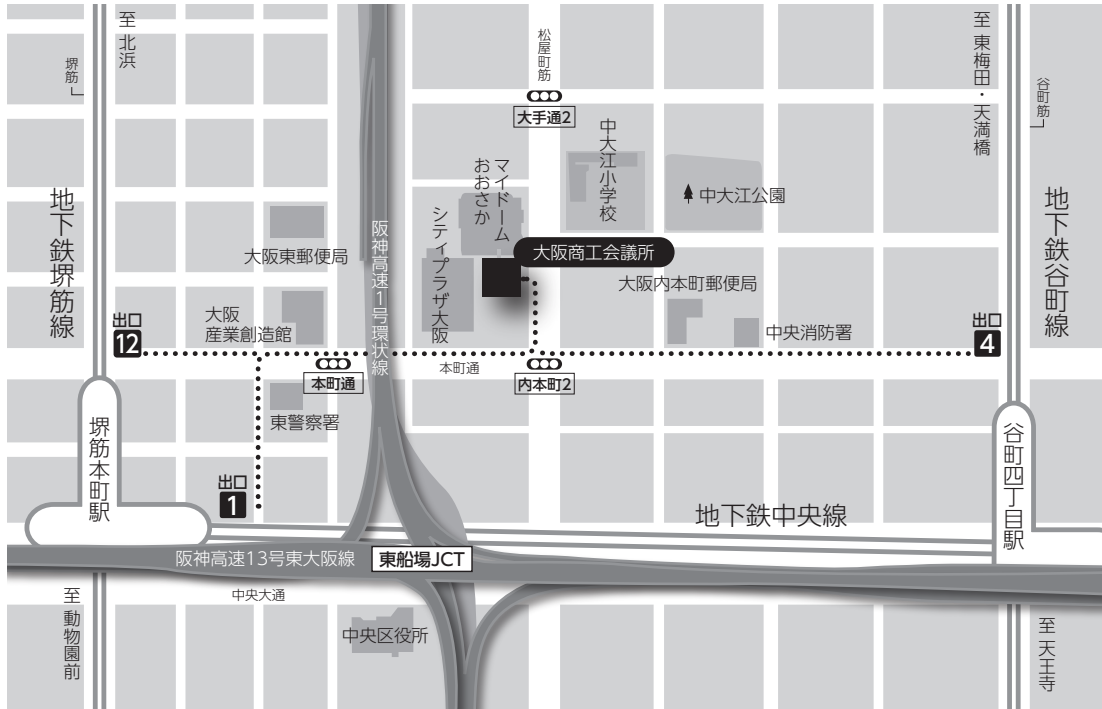 至 北浜
堺筋
松屋町筋
大手通2
至 東梅田・天満橋
谷町筋
中大江小学校
マイドーム
おおさか
中大江公園
地下鉄堺筋線
大阪東郵便局
阪神高速1号環状線
シティプラザ大阪
大阪商工会議所
地下鉄谷町線
大阪内本町郵便局
大阪
産業創造館
中央消防署
出口
12
出口
4
本町通
本町通
内本町2
東警察署
堺筋本町駅
出口
1
谷町四丁目駅
地下鉄中央線
阪神高速13号東大阪線
東船場JCT
中央大通
至 動物園前
中央区役所
至 天王寺